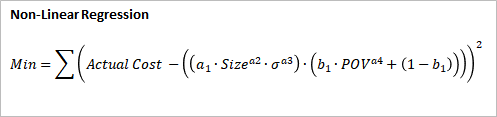 Non-Linear Regression
Min = ∑(Actual Cost − ((a₁ · Size^a2 · σ^a3) · (b₁ · POV^a4 + (1 − b₁))))²